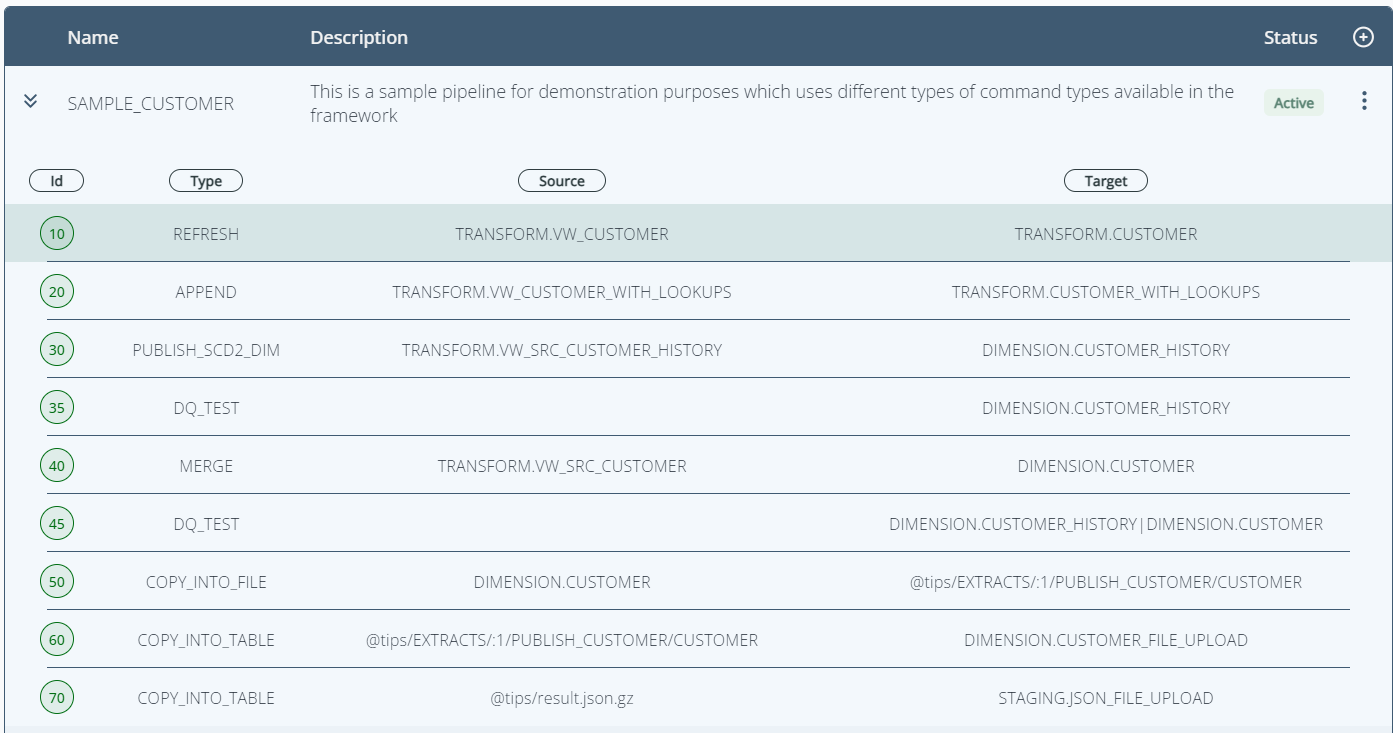 Name Description Status
SAMPLE_CUSTOMER This is a sample pipeline for demonstration purposes which uses different types of command types available in the
framework Active
Id Type Source Target
10 REFRESH TRANSFORM.VW_CUSTOMER TRANSFORM.CUSTOMER
20 APPEND TRANSFORM.VW_CUSTOMER_WITH_LOOKUPS TRANSFORM.CUSTOMER_WITH_LOOKUPS
30 PUBLISH_SCD2_DIM TRANSFORM.VW_SRC_CUSTOMER_HISTORY DIMENSION.CUSTOMER_HISTORY
35 DQ_TEST DIMENSION.CUSTOMER_HISTORY
40 MERGE TRANSFORM.VW_SRC_CUSTOMER DIMENSION.CUSTOMER
45 DQ_TEST DIMENSION.CUSTOMER_HISTORY|DIMENSION.CUSTOMER
50 COPY_INTO_FILE DIMENSION.CUSTOMER @tips/EXTRACTS/:1/PUBLISH_CUSTOMER/CUSTOMER
60 COPY_INTO_TABLE @tips/EXTRACTS/:1/PUBLISH_CUSTOMER/CUSTOMER DIMENSION.CUSTOMER_FILE_UPLOAD
70 COPY_INTO_TABLE @tips/result.json.gz STAGING.JSON_FILE_UPLOAD